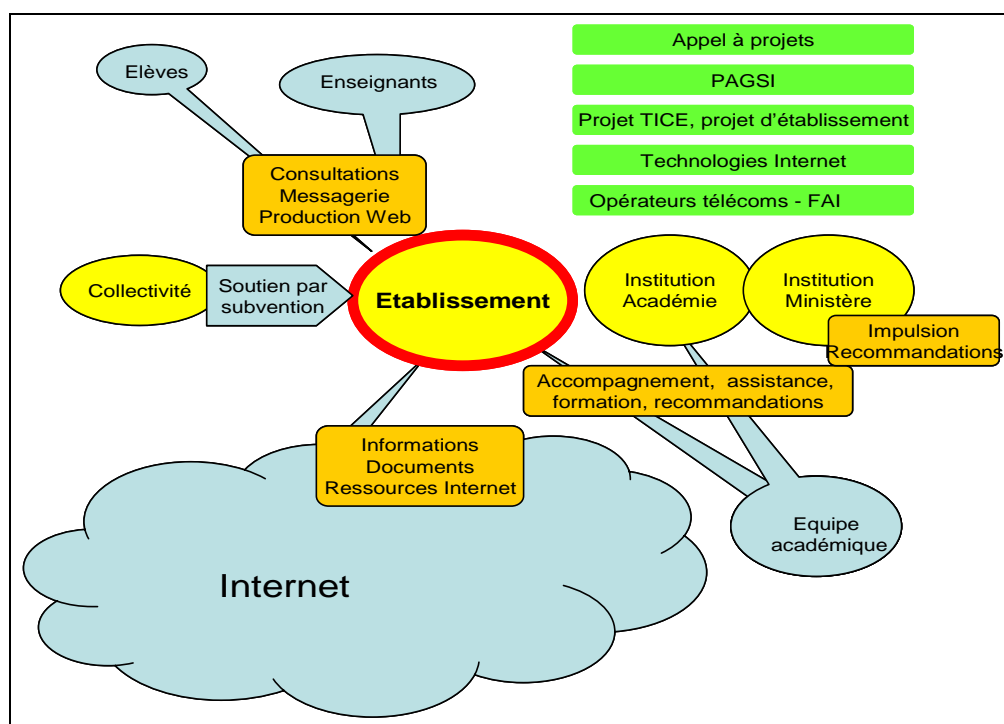 Elèves
Enseignants
Appel à projets
PAGSI
Projet TICE, projet d'établissement
Technologies Internet
Opérateurs télécoms - FAI
Consultations
Messagerie
Production Web
Collectivité
Soutien par
subvention
Etablissement
Institution
Académie
Institution
Ministère
Impulsion
Recommandations
Accompagnement, assistance,
formation, recommandations
Informations
Documents
Ressources Internet
Equipe
académique
Internet